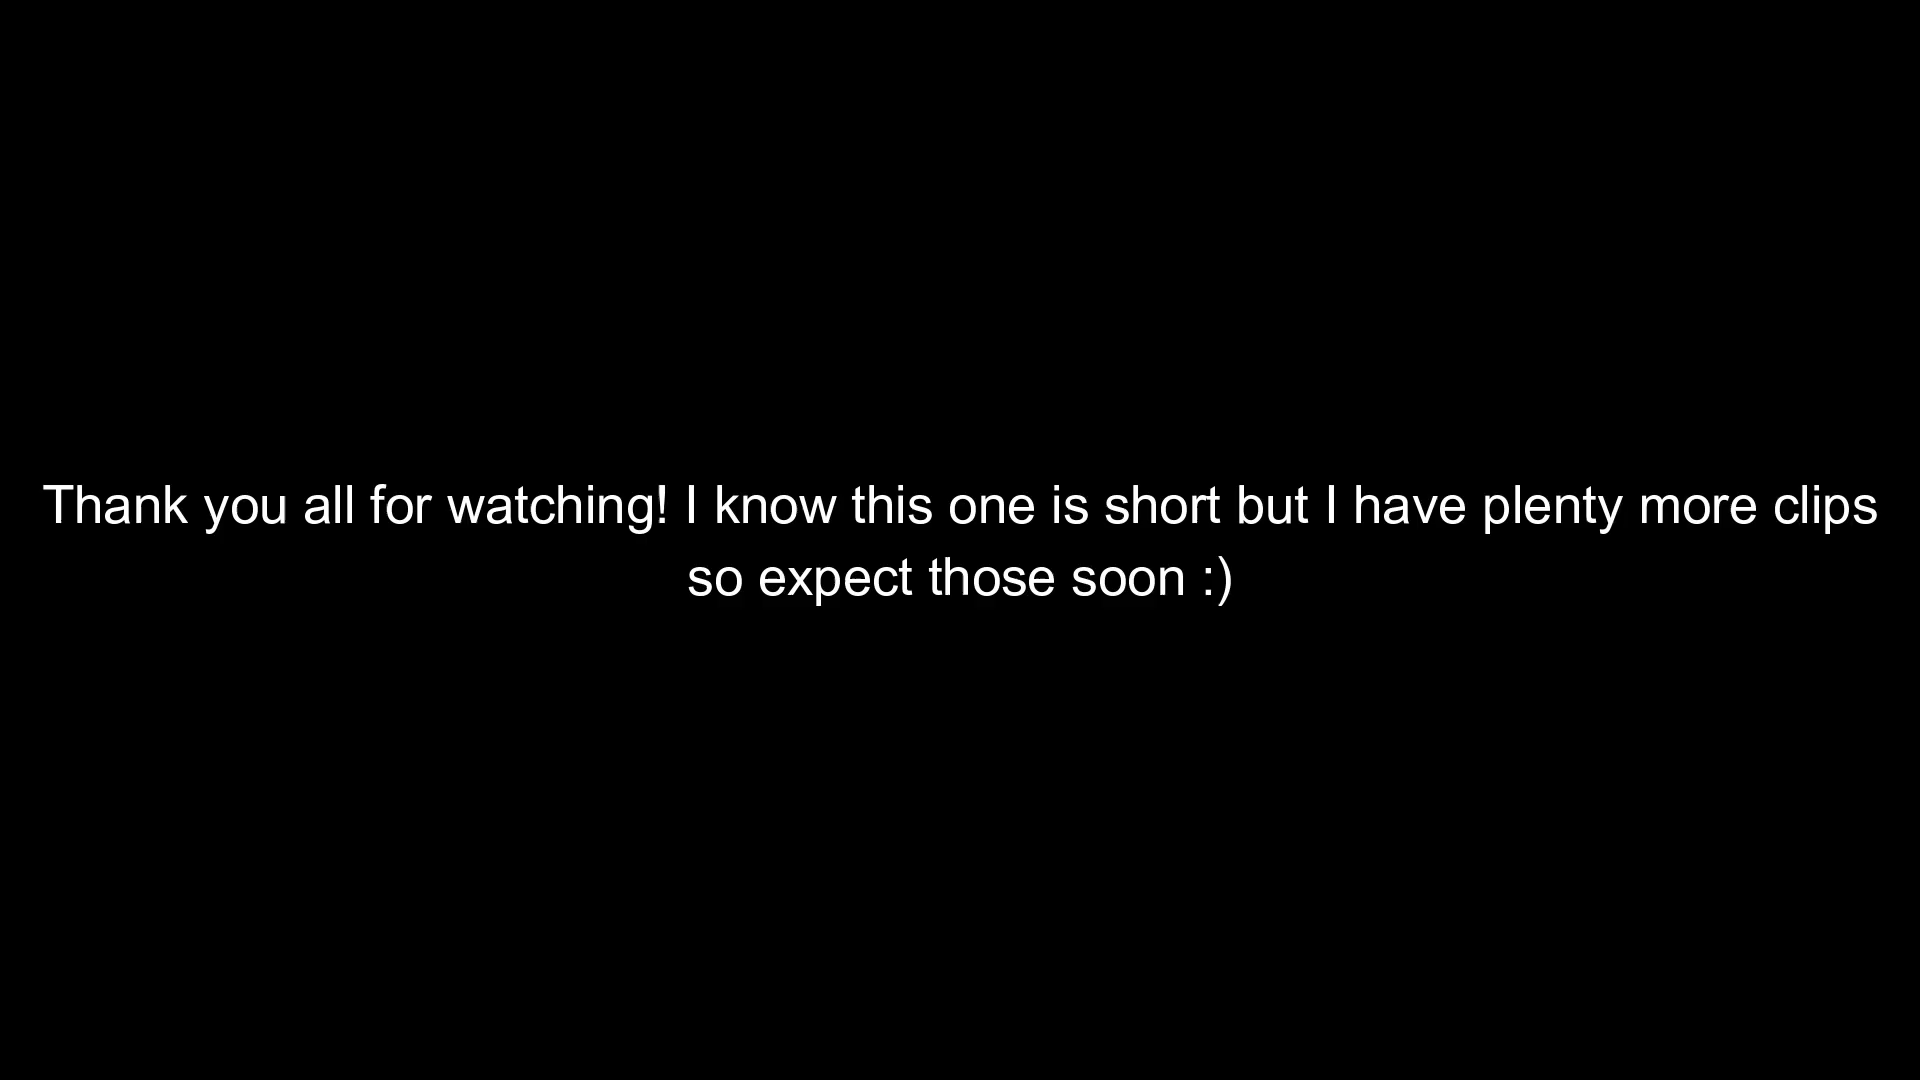 Thank you all for watching! I know this one is short but I have plenty more clips
so expect those soon :)